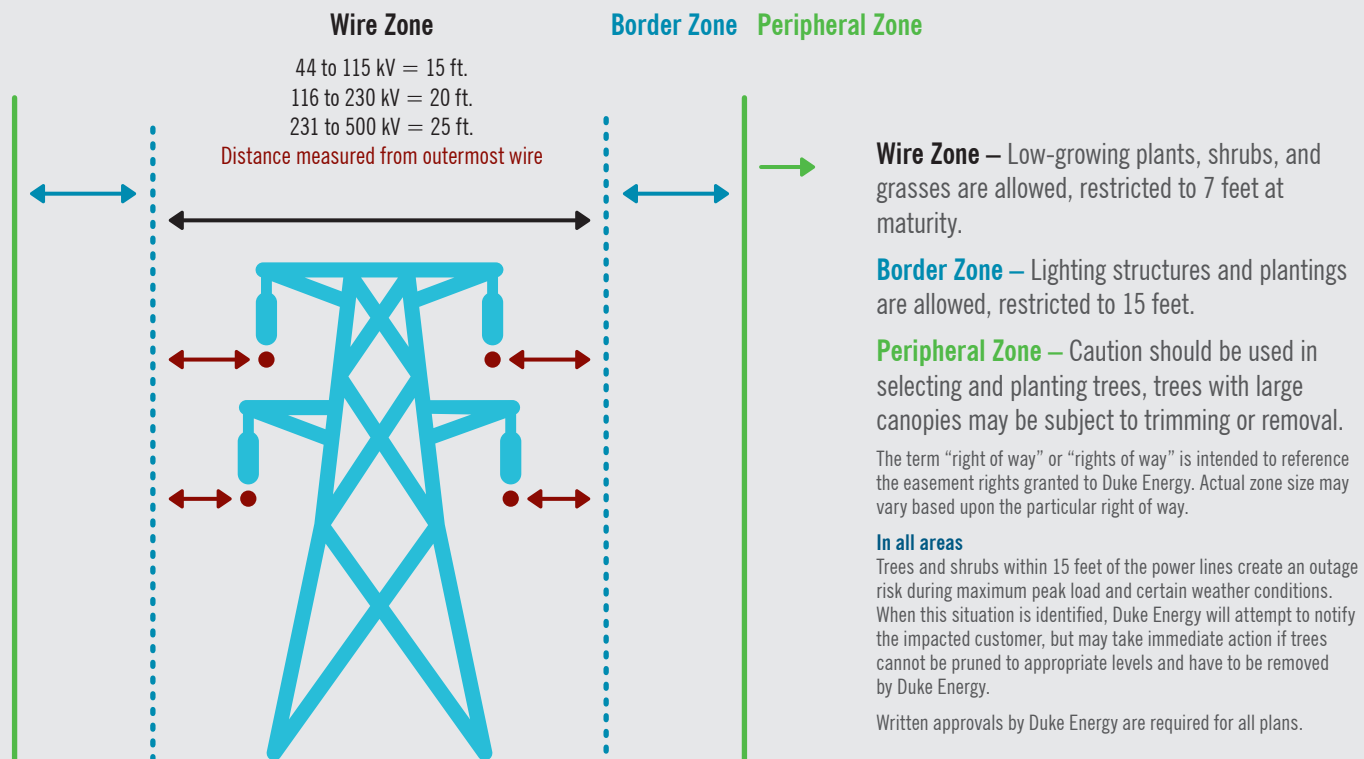 Wire Zone
Border Zone
Peripheral Zone
44 to 115 kV = 15 ft.
116 to 230 kV = 20 ft.
231 to 500 kV = 25 ft.
Distance measured from outermost wire
Wire Zone – Low-growing plants, shrubs, and
grasses are allowed, restricted to 7 feet at
maturity.
Border Zone – Lighting structures and plantings
are allowed, restricted to 15 feet.
Peripheral Zone – Caution should be used in
selecting and planting trees, trees with large
canopies may be subject to trimming or removal.
The term “right of way” or “rights of way” is intended to reference
the easement rights granted to Duke Energy. Actual zone size may
vary based upon the particular right of way.
In all areas
Trees and shrubs within 15 feet of the power lines create an outage
risk during maximum peak load and certain weather conditions.
When this situation is identified, Duke Energy will attempt to notify
the impacted customer, but may take immediate action if trees
cannot be pruned to appropriate levels and have to be removed
by Duke Energy.
Written approvals by Duke Energy are required for all plans.